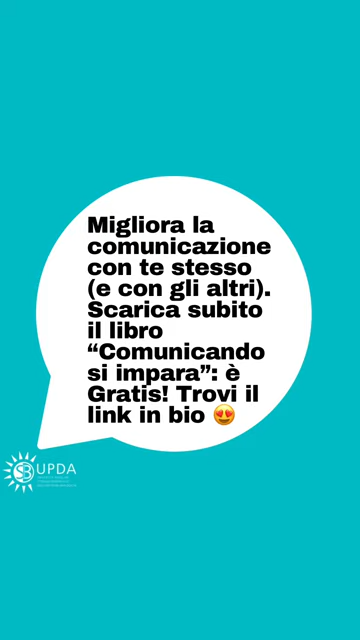 Migliora la
comunicazione
con te stesso
(e con gli altri).
Scarica subito
il libro
“Comunicando
si impara”: è
Gratis! Trovi il
link in bio 😍
SB UPDA